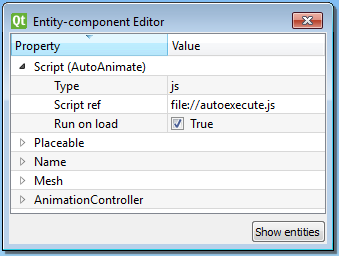 Qt Entity-component Editor
Property Value
Script (AutoAnimate)
Type js
Script ref file://autoexecute.js
Run on load True
Placeable
Name
Mesh
AnimationController
Show entities